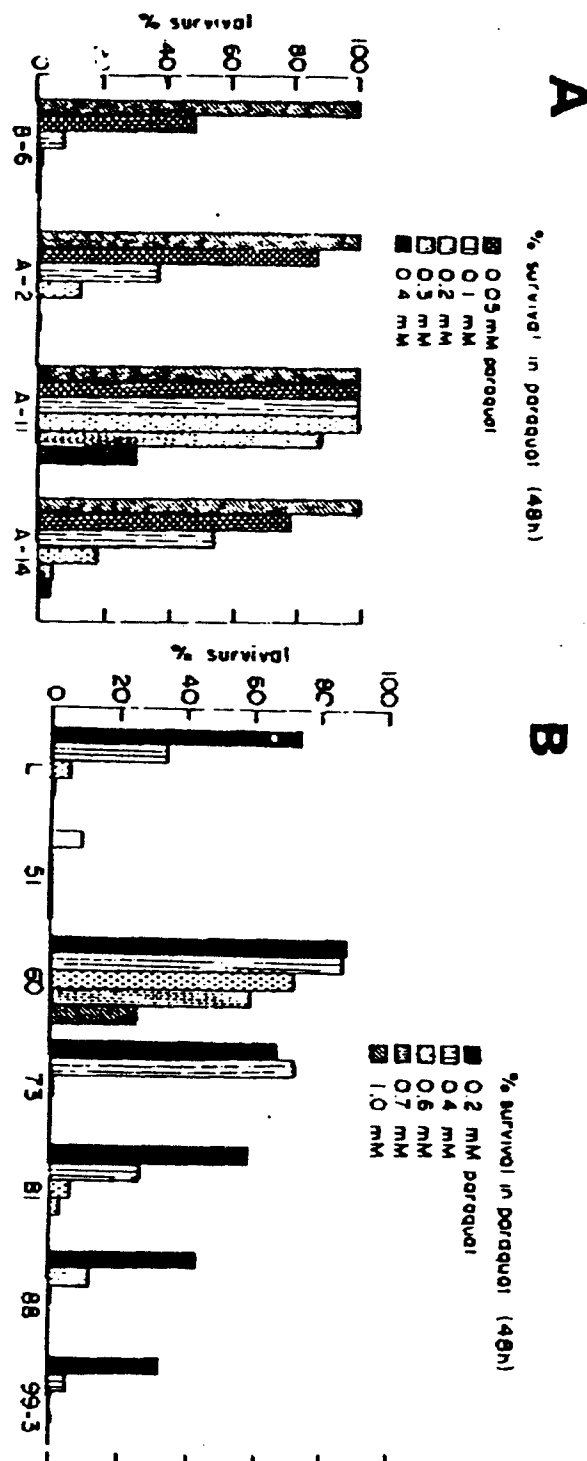 A
% survival in paraquat (48h)
0.05 mM paraquat
0.1 mM
0.2 mM
0.3 mM
0.4 mM
% survival
0
20
40
60
80
100
B-6
A-2
A-11
A-14
B
% survival in paraquat (48h)
0.2 mM paraquat
0.4 mM
0.6 mM
0.7 mM
1.0 mM
% survival
0
20
40
60
80
100
L
51
60
73
81
88
99-3